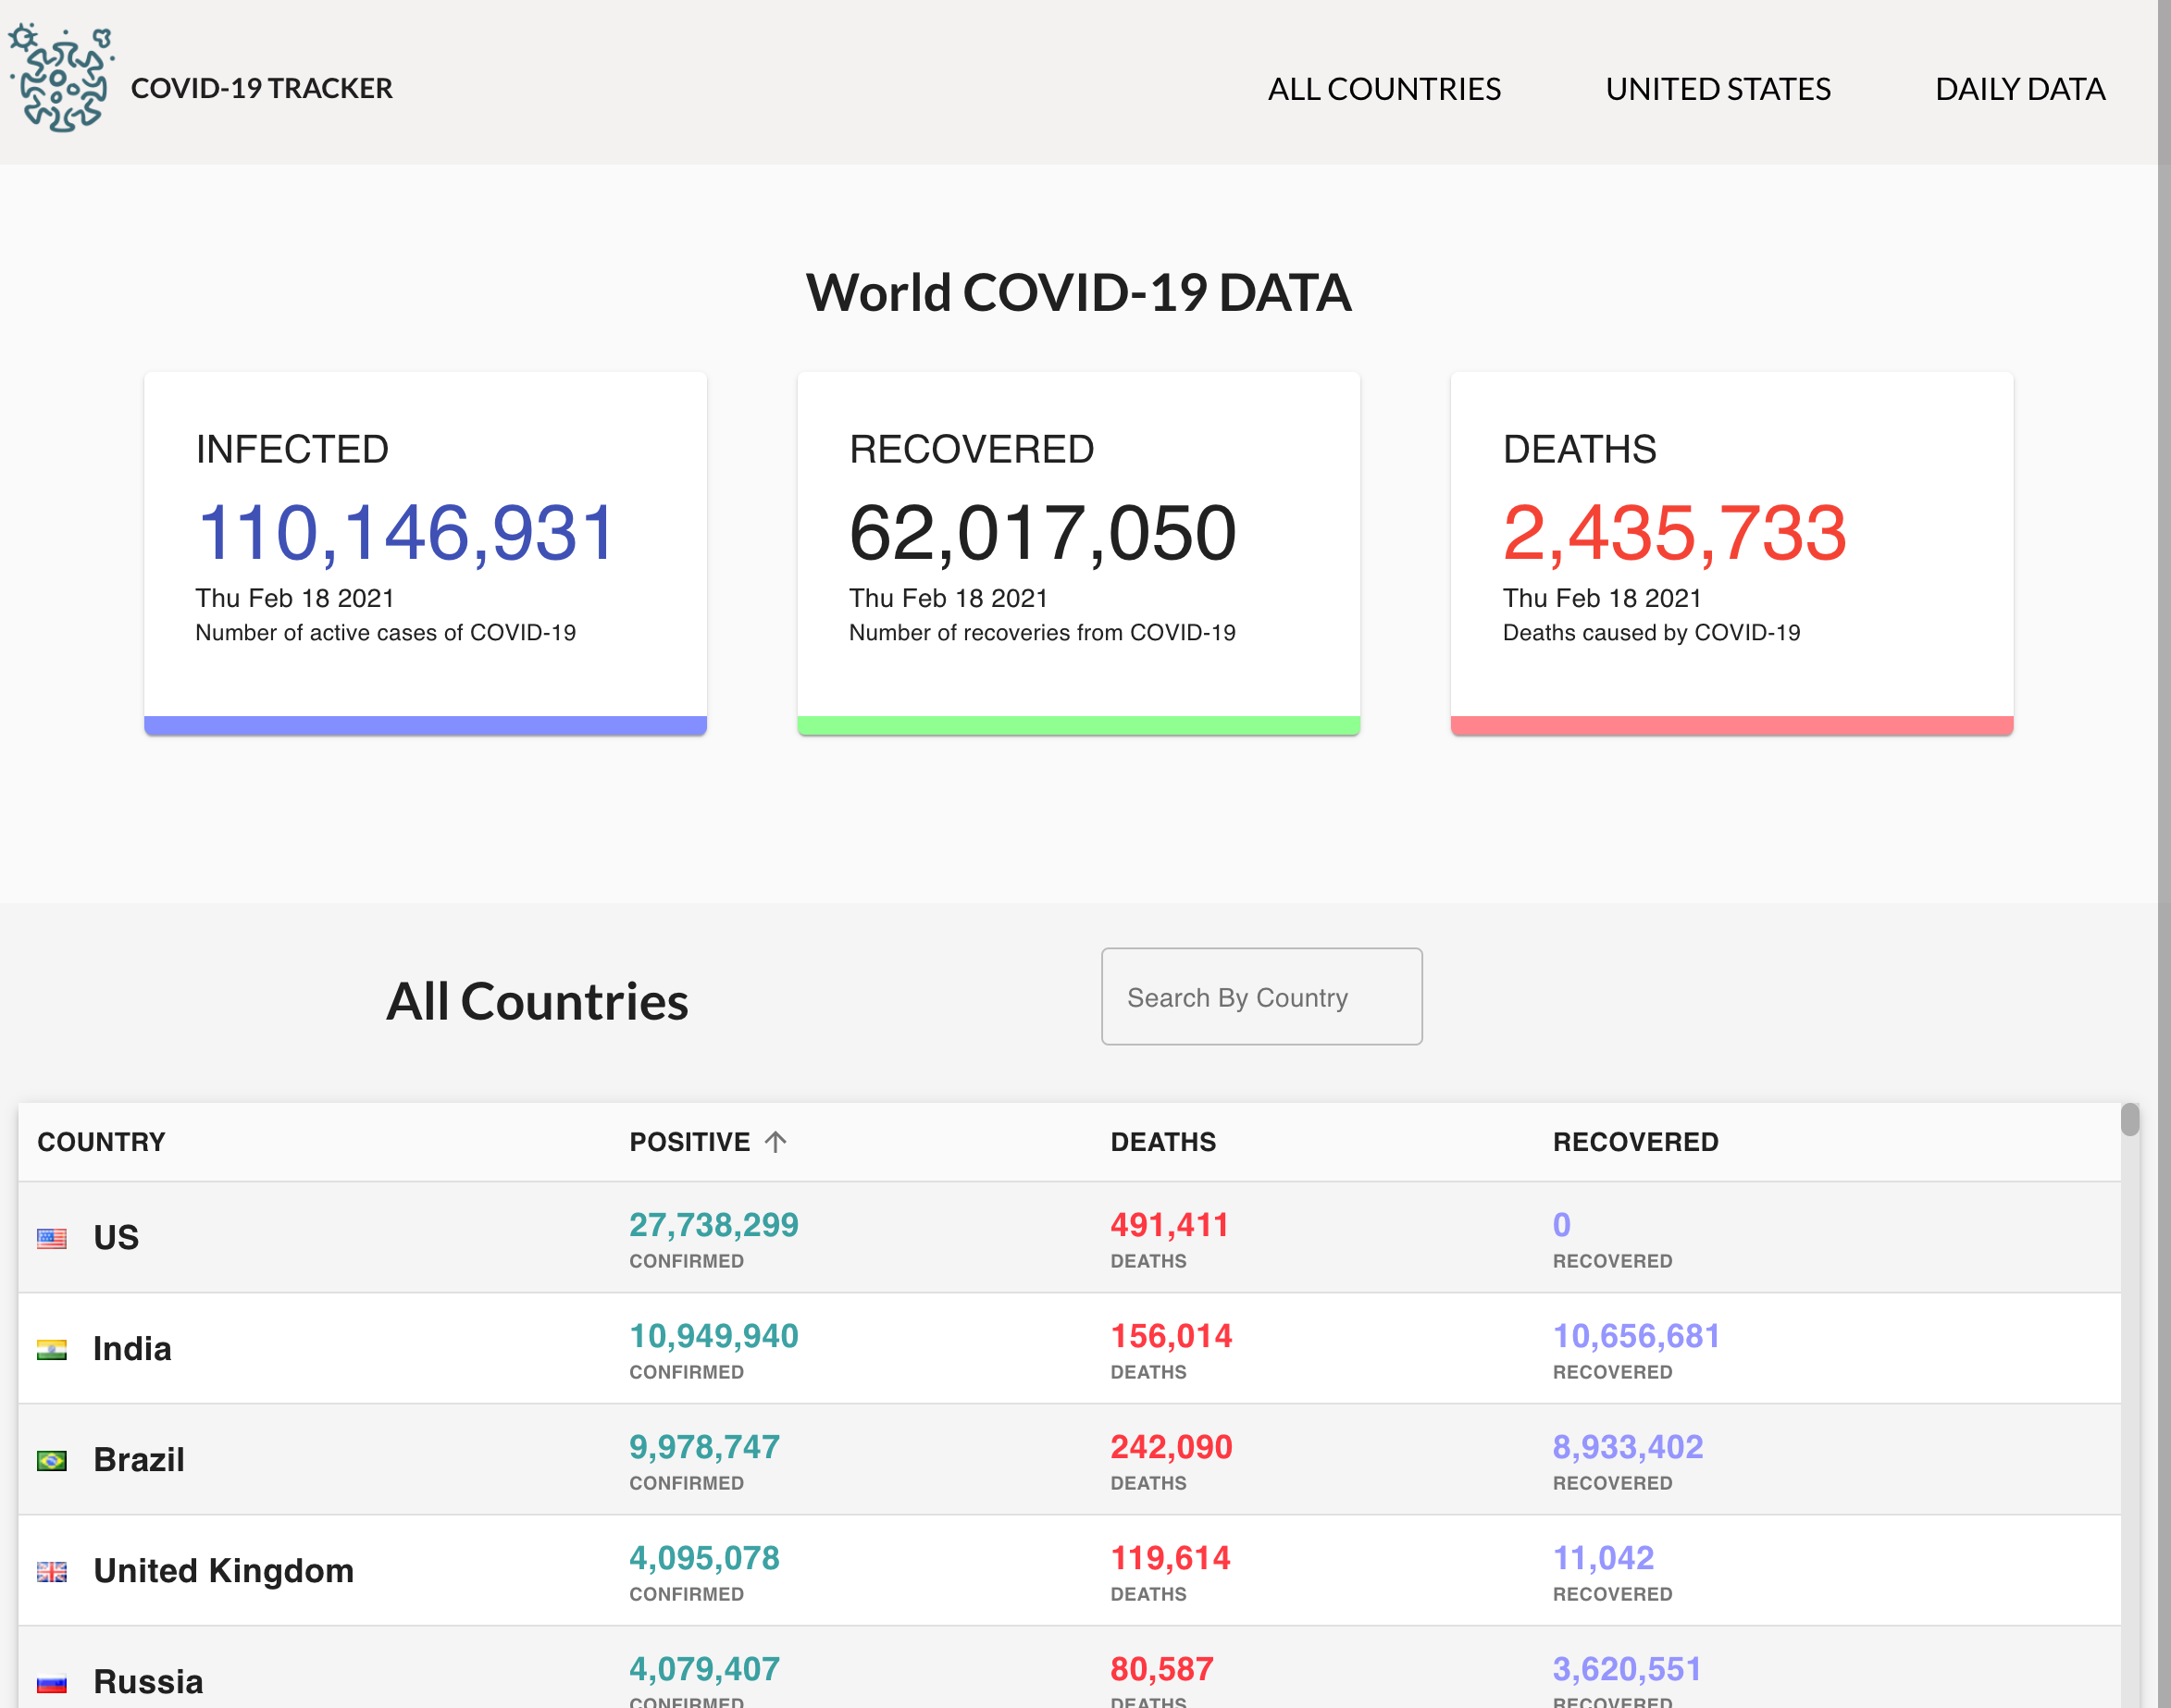 COVID-19 TRACKER
ALL COUNTRIES
UNITED STATES
DAILY DATA
World COVID-19 DATA
INFECTED
110,146,931
Thu Feb 18 2021
Number of active cases of COVID-19
RECOVERED
62,017,050
Thu Feb 18 2021
Number of recoveries from COVID-19
DEATHS
2,435,733
Thu Feb 18 2021
Deaths caused by COVID-19
All Countries
Search By Country
COUNTRY POSITIVE DEATHS RECOVERED
US 27,738,299 491,411 0
CONFIRMED DEATHS RECOVERED
India 10,949,940 156,014 10,656,681
CONFIRMED DEATHS RECOVERED
Brazil 9,978,747 242,090 8,933,402
CONFIRMED DEATHS RECOVERED
United Kingdom 4,095,078 119,614 11,042
CONFIRMED DEATHS RECOVERED
Russia 4,079,407 80,587 3,620,551
CONFIRMED DEATHS RECOVERED